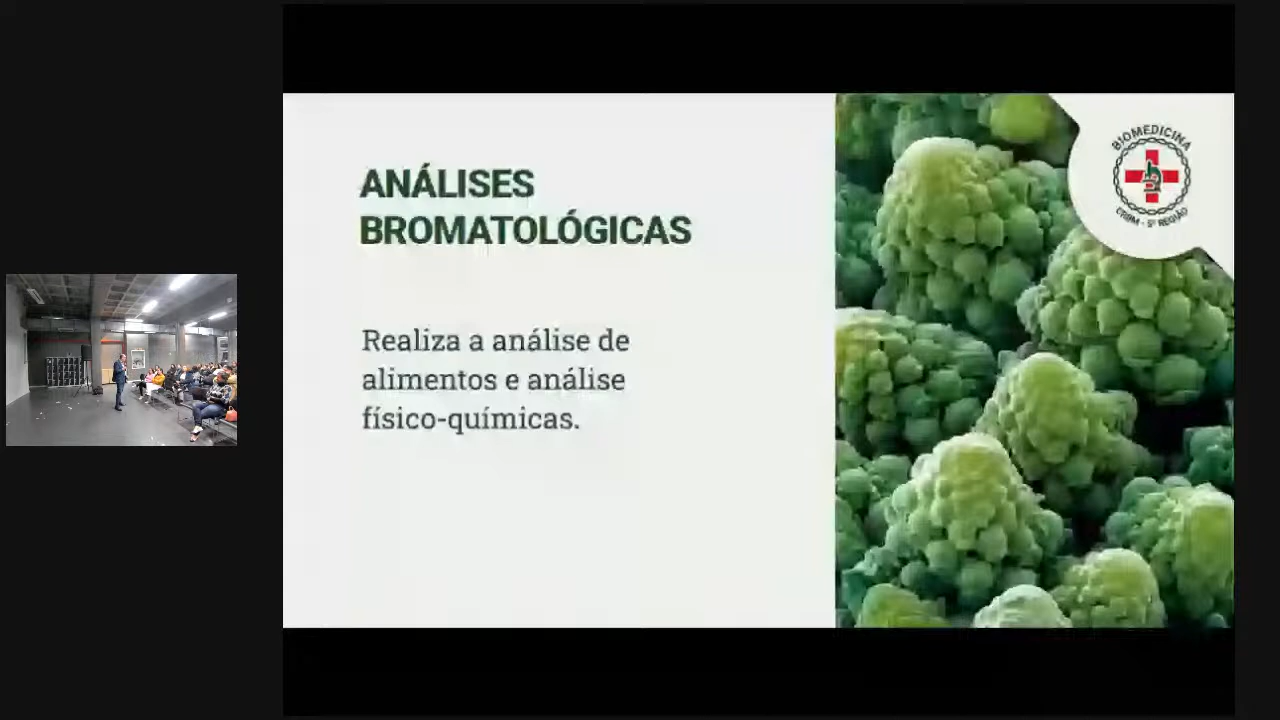 ANÁLISES
BROMATOLÓGICAS
Realiza a análise de
alimentos e análise
físico-químicas.
BIOMEDICINA
CRBM - 5ª REGIÃO